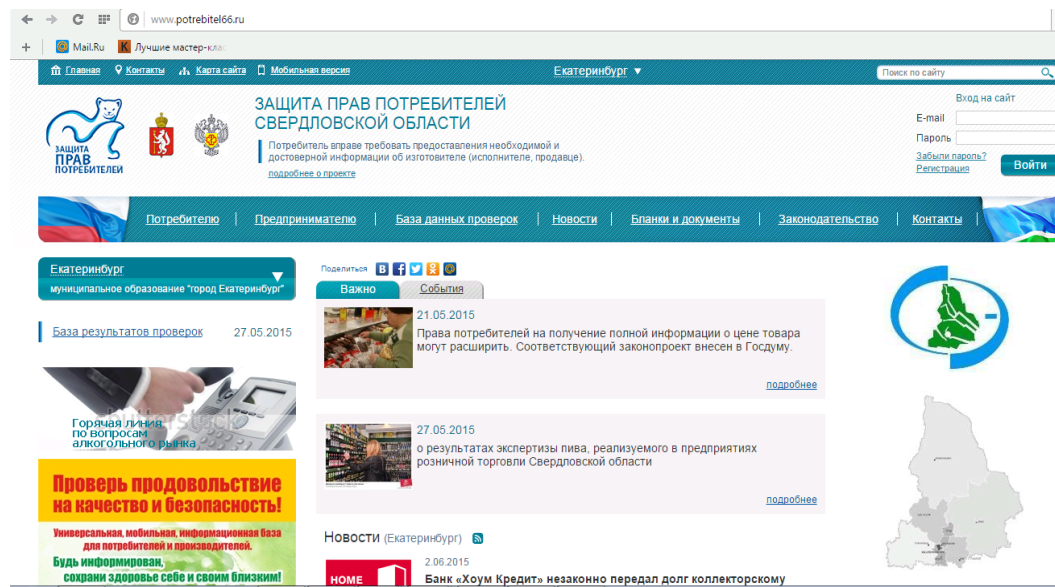 www.potrebitel66.ru
Mail.Ru Лучшие мастер-кла
Главная Контакты Карта сайта Мобильная версия Екатеринбург Поиск по сайту
Вход на сайт
ЗАЩИТА ПРАВ ПОТРЕБИТЕЛЕЙ
СВЕРДЛОВСКОЙ ОБЛАСТИ
E-mail
Пароль
Потребитель вправе требовать предоставления необходимой и
достоверной информации об изготовителе (исполнителе, продавце).
подробнее о проекте
Забыли пароль?
Регистрация
Войти
ЗАЩИТА
ПРАВ
ПОТРЕБИТЕЛЕЙ
Потребителю Предпринимателю База данных проверок Новости Бланки и документы Законодательство Контакты
Екатеринбург
муниципальное образование "город Екатеринбург"
База результатов проверок 27.05.2015
shutterstock
Горячая линия
по вопросам
алкогольного рынка
Проверь продовольствие
на качество и безопасность!
Универсальная, мобильная, информационная база
для потребителей и производителей.
Будь информирован,
сохрани здоровье себе и своим близким!
Поделиться
Важно События
21.05.2015
Права потребителей на получение полной информации о цене товара
могут расширить. Соответствующий законопроект внесен в Госдуму.
подробнее
27.05.2015
о результатах экспертизы пива, реализуемого в предприятиях
розничной торговли Свердловской области
подробнее
Новости (Екатеринбург)
2.06.2015
HOME
Банк «Хоум Кредит» незаконно передал долг коллекторскому